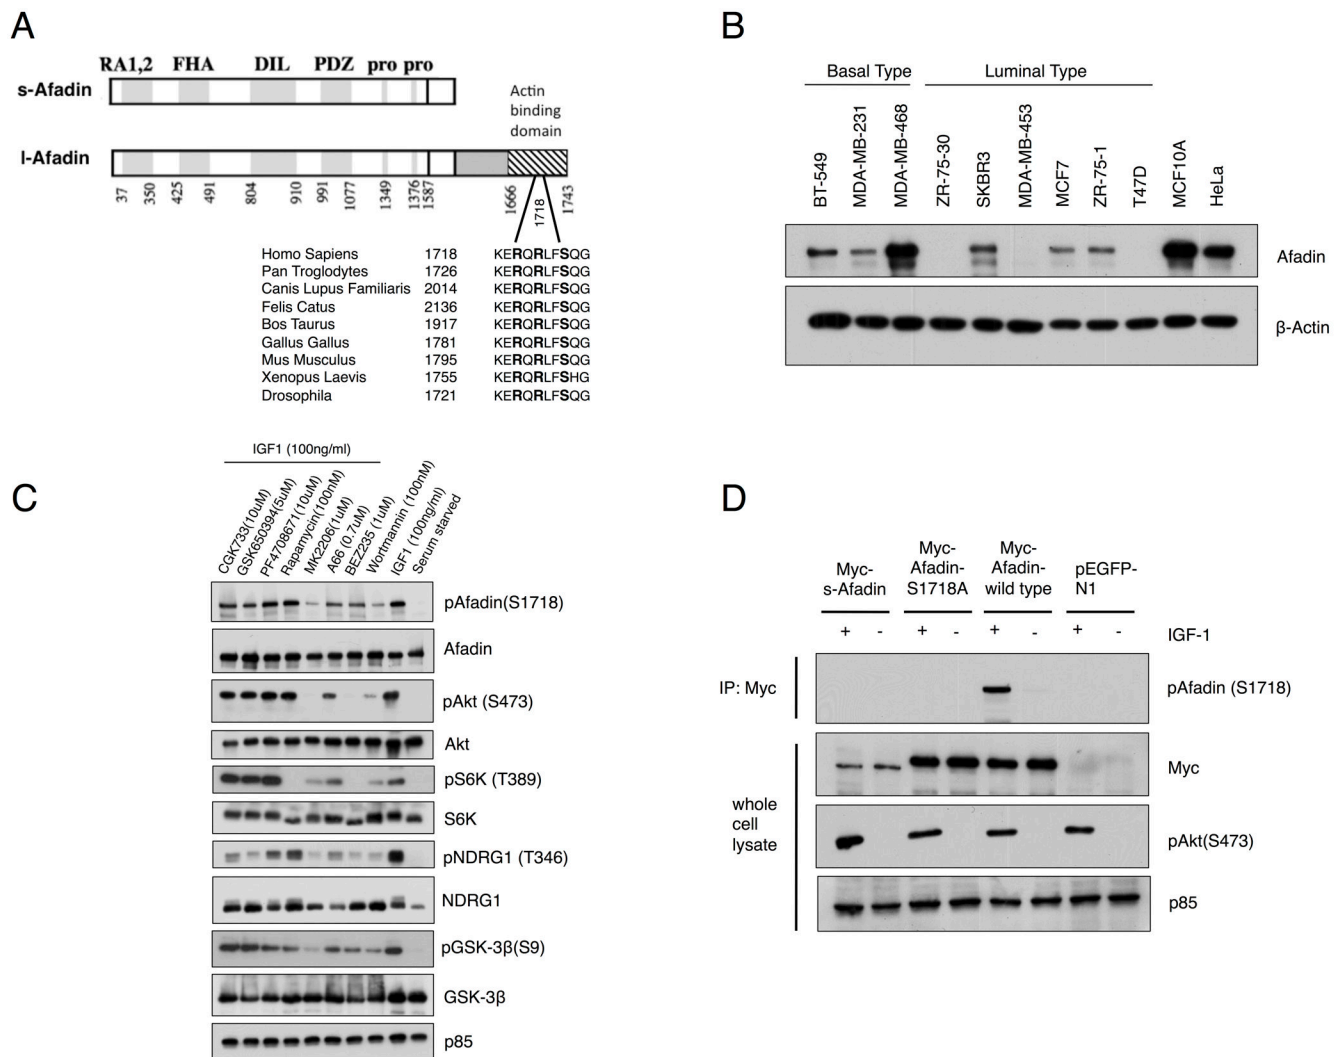 A
RA1,2 FHA DIL PDZ pro pro
s-Afadin
Actin
binding
domain
l-Afadin
37 350 425 491 804 910 991 1077 1349 1376 1587 1666 1718 1743
Homo Sapiens 1718 KERQRLFSQG
Pan Troglodytes 1726 KERQRLFSQG
Canis Lupus Familiaris 2014 KERQRLFSQG
Felis Catus 2136 KERQRLFSQG
Bos Taurus 1917 KERQRLFSQG
Gallus Gallus 1781 KERQRLFSQG
Mus Musculus 1795 KERQRLFSQG
Xenopus Laevis 1755 KERQRLFSHG
Drosophila 1721 KERQRLFSQG
B
Basal Type Luminal Type
BT-549
MDA-MB-231
MDA-MB-468
ZR-75-30
SKBR3
MDA-MB-453
MCF7
ZR-75-1
T47D
MCF10A
HeLa
Afadin
β-Actin
C
IGF1 (100ng/ml)
CGK733(10uM)
GSK650394(5uM)
PF4708671(10uM)
Rapamycin(100nM)
MK2206(1uM)
A66 (0.7uM)
BEZ235 (1uM)
Wortmannin (100nM)
IGF1 (100ng/ml)
Serum starved
pAfadin(S1718)
Afadin
pAkt (S473)
Akt
pS6K (T389)
S6K
pNDRG1 (T346)
NDRG1
pGSK-3β(S9)
GSK-3β
p85
D
Myc-
s-Afadin
Myc-
Afadin-
S1718A
Myc-
Afadin-
wild type
pEGFP-
N1
+ - + - + - + - IGF-1
IP: Myc
pAfadin (S1718)
Myc
whole
cell
lysate
pAkt(S473)
p85